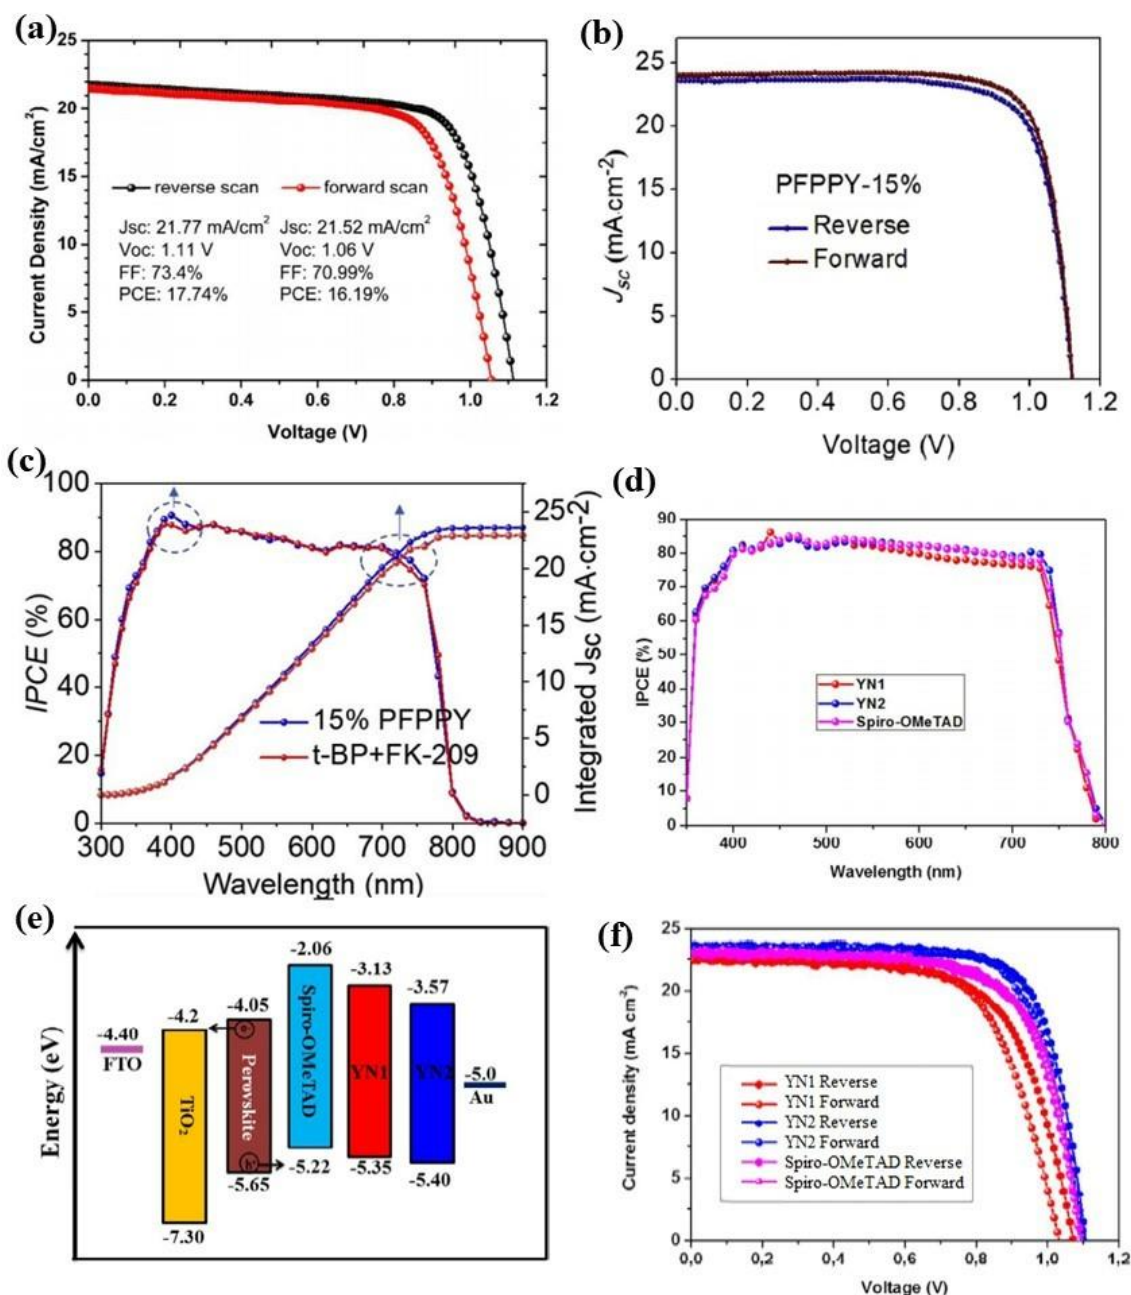 (a)
25
20
15
10
5
0
0.0 0.2 0.4 0.6 0.8 1.0 1.2
Current Density (mA/cm²)
Voltage (V)
reverse scan forward scan
Jsc: 21.77 mA/cm² Jsc: 21.52 mA/cm²
Voc: 1.11 V Voc: 1.06 V
FF: 73.4% FF: 70.99%
PCE: 17.74% PCE: 16.19%
(b)
25
20
15
10
5
0
0.0 0.2 0.4 0.6 0.8 1.0 1.2
Jsc (mA.cm-2)
Voltage (V)
PFPPY-15%
Reverse
Forward
(c)
100
80
60
40
20
0
300 400 500 600 700 800 900
IPCE (%)
Wavelength (nm)
25
20
15
10
5
0
Integrated Jsc (mA·cm-2)
15% PFPPY
t-BP+FK-209
(d)
90
80
70
60
50
40
30
20
10
0
400 500 600 700 800
IPCE (%)
Wavelength (nm)
YN1
YN2
Spiro-OMeTAD
(e)
Energy (eV)
-4.40
FTO
-4.2
TiO₂
-7.30
-4.05
e-
Perovskite
h+
-5.65
-2.06
Spiro-OMeTAD
-5.22
-3.13
YN1
-5.35
-3.57
YN2
-5.40
-5.0
Au
(f)
25
20
15
10
5
0
0,0 0,2 0,4 0,6 0,8 1,0 1,2
Current density (mA cm⁻²)
Voltage (V)
YN1 Reverse
YN1 Forward
YN2 Reverse
YN2 Forward
Spiro-OMeTAD Reverse
Spiro-OMeTAD Forward